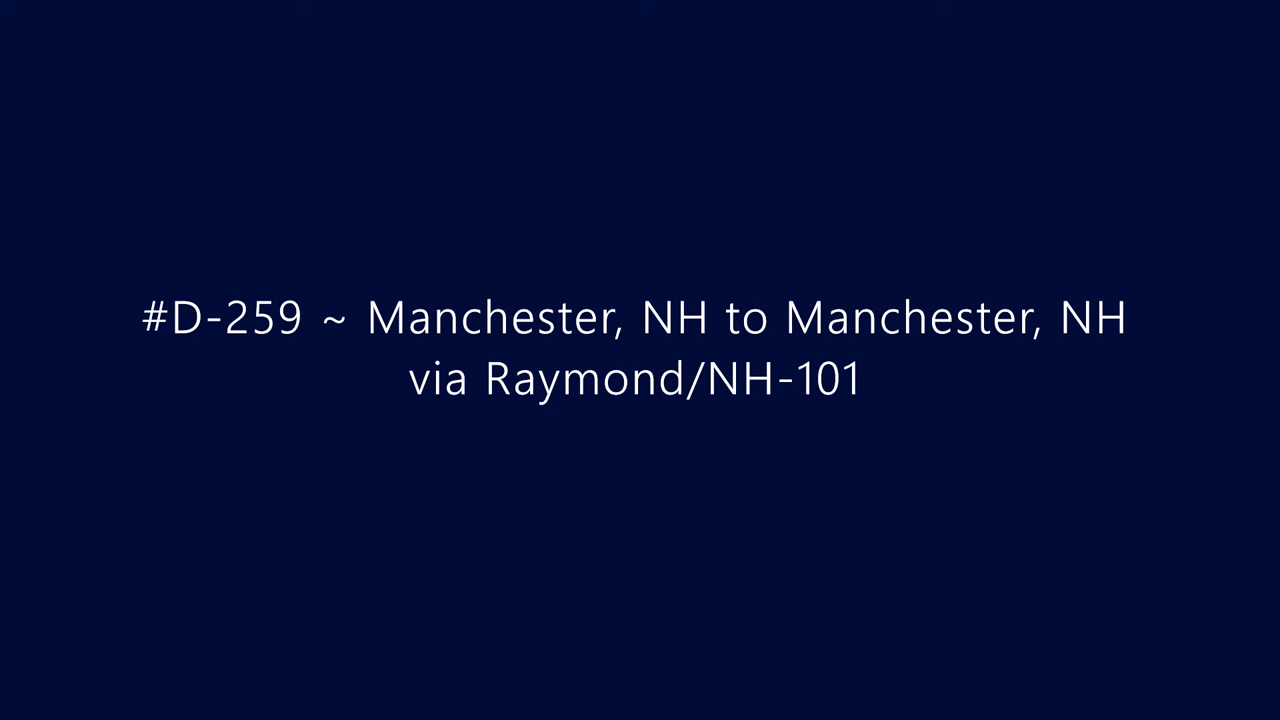 #D-259 ~ Manchester, NH to Manchester, NH
via Raymond/NH-101